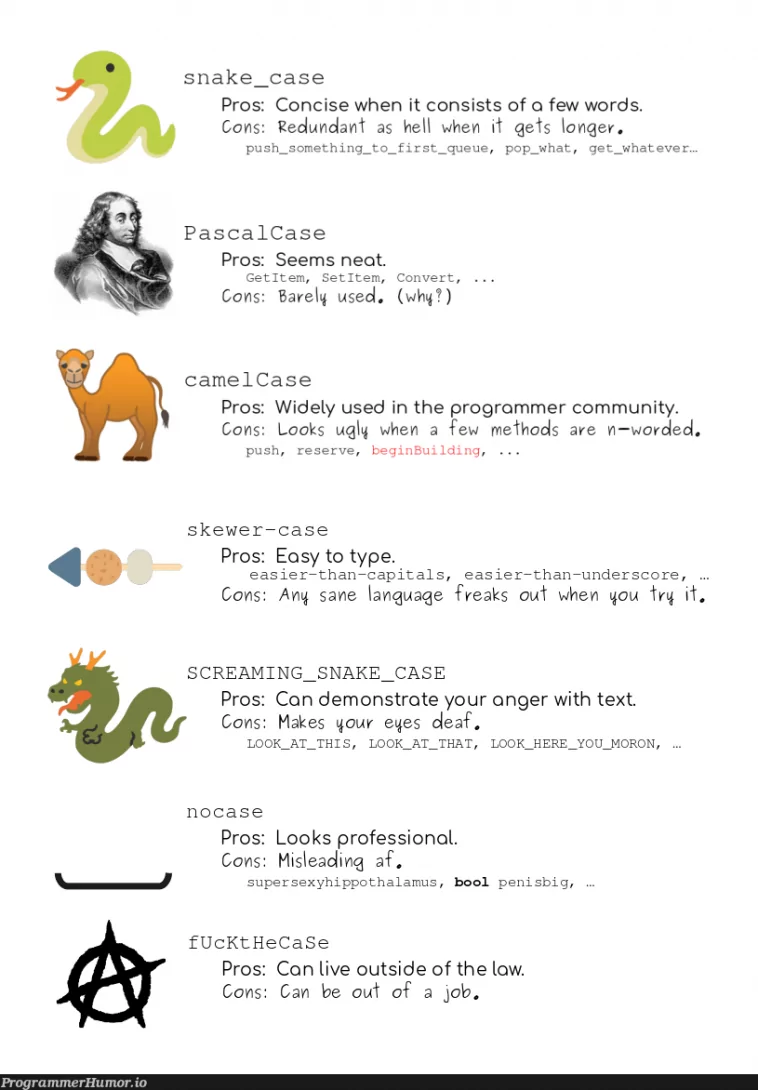 snake_case
Pros: Concise when it consists of a few words.
Cons: Redundant as hell when it gets longer.
push_something_to_first_queue, pop_what, get_whatever…
PascalCase
Pros: Seems neat.
GetItem, SetItem, Convert, ...
Cons: Barely used. (why?)
camelCase
Pros: Widely used in the programmer community.
Cons: Looks ugly when a few methods are n-worded.
push, reserve, beginBuilding, ...
skewer-case
Pros: Easy to type.
easier-than-capitals, easier-than-underscore, …
Cons: Any sane language freaks out when you try it.
SCREAMING_SNAKE_CASE
Pros: Can demonstrate your anger with text.
Cons: Makes your eyes deaf.
LOOK_AT_THIS, LOOK_AT_THAT, LOOK_HERE_YOU_MORON, …
nocase
Pros: Looks professional.
Cons: Misleading af.
supersexyhippothalamus, bool penisbig, …
fUcKtHeCaSe
Pros: Can live outside of the law.
Cons: Can be out of a job.
ProgrammerHumor.io